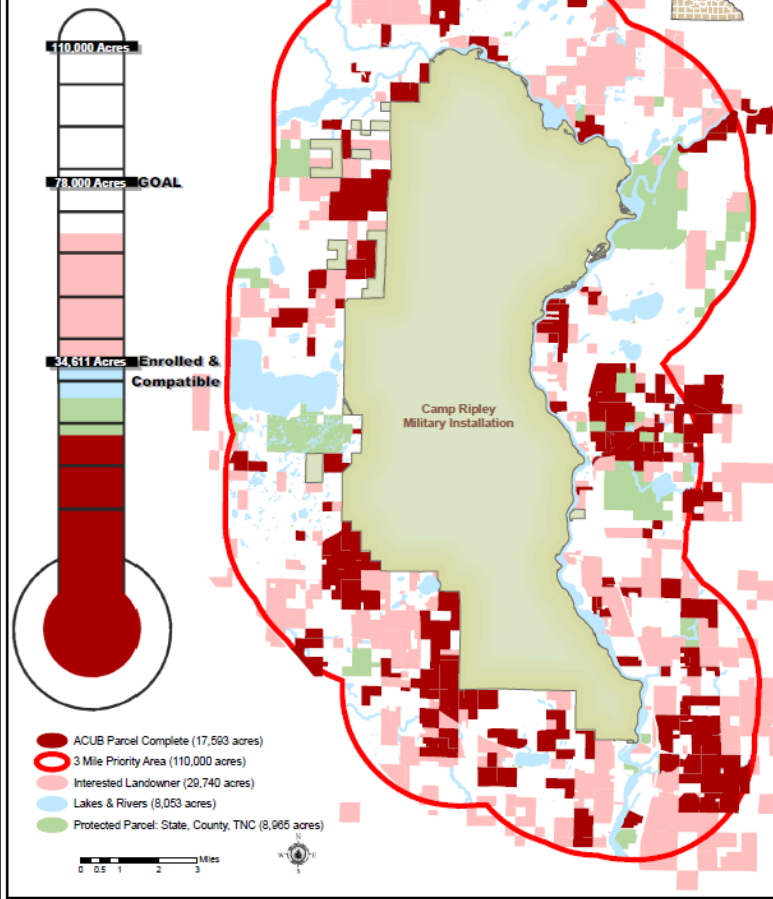 110,000 Acres
78,000 Acres GOAL
34,611 Acres Enrolled &
Compatible
Camp Ripley
Military Installation
ACUB Parcel Complete (17,593 acres)
3 Mile Priority Area (110,000 acres)
Interested Landowner (29,740 acres)
Lakes & Rivers (8,053 acres)
Protected Parcel: State, County, TNC (8,965 acres)
N
W E
S
Miles
0 0.5 1 2 3